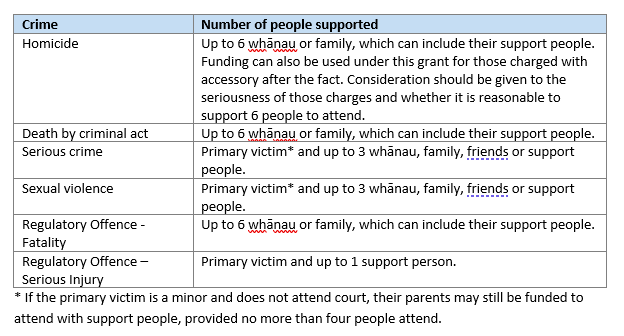 Crime Number of people supported
Homicide Up to 6 whānau or family, which can include their support people.
Funding can also be used under this grant for those charged with
accessory after the fact. Consideration should be given to the
seriousness of those charges and whether it is reasonable to
support 6 people to attend.
Death by criminal act Up to 6 whānau or family, which can include their support people.
Serious crime Primary victim* and up to 3 whānau, family, friends or support
people.
Sexual violence Primary victim* and up to 3 whānau, family, friends or support
people.
Regulatory Offence - Up to 6 whānau or family, which can include their support people.
Fatality
Regulatory Offence – Primary victim and up to 1 support person.
Serious Injury
* If the primary victim is a minor and does not attend court, their parents may still be funded to
attend with support people, provided no more than four people attend.